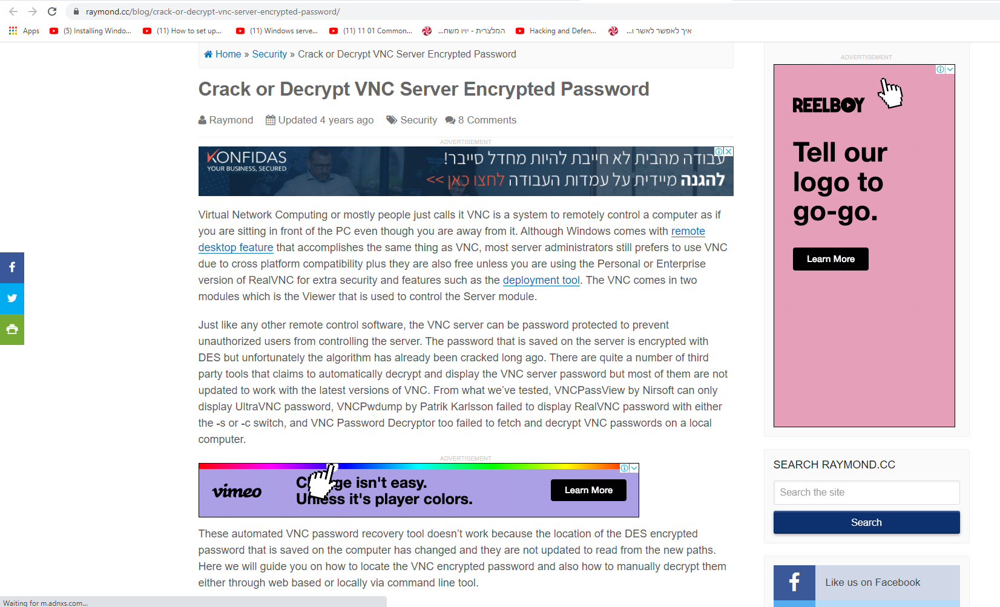 raymond.cc/blog/crack-or-decrypt-vnc-server-encrypted-password/
Apps
(5) Installing Windo...
(11) How to set up...
(11) Windows serve...
(11) 11 01 Common...
המלצרית - יויו משח...
Hacking and Defen...
איך לאפשר לאשר ו...
Home » Security » Crack or Decrypt VNC Server Encrypted Password
Crack or Decrypt VNC Server Encrypted Password
Raymond Updated 4 years ago Security 8 Comments
ADVERTISEMENT
KONFIDAS
YOUR BUSINESS, SECURED
עבודה מהבית לא חייבת להיות מחדל סייבר!
להגנה מיידית על עמדות העבודה לחצו כאן >>
Virtual Network Computing or mostly people just calls it VNC is a system to remotely control a computer as if
you are sitting in front of the PC even though you are away from it. Although Windows comes with remote
desktop feature that accomplishes the same thing as VNC, most server administrators still prefers to use VNC
due to cross platform compatibility plus they are also free unless you are using the Personal or Enterprise
version of RealVNC for extra security and features such as the deployment tool. The VNC comes in two
modules which is the Viewer that is used to control the Server module.
Just like any other remote control software, the VNC server can be password protected to prevent
unauthorized users from controlling the server. The password that is saved on the server is encrypted with
DES but unfortunately the algorithm has already been cracked long ago. There are quite a number of third
party tools that claims to automatically decrypt and display the VNC server password but most of them are not
updated to work with the latest versions of VNC. From what we’ve tested, VNCPassView by Nirsoft can only
display UltraVNC password, VNCPwdump by Patrik Karlsson failed to display RealVNC password with either
the -s or -c switch, and VNC Password Decryptor too failed to fetch and decrypt VNC passwords on a local
computer.
ADVERTISEMENT
vimeo
isn't easy.
it's player colors.
Learn More
These automated VNC password recovery tool doesn’t work because the location of the DES encrypted
password that is saved on the computer has changed and they are not updated to read from the new paths.
Here we will guide you on how to locate the VNC encrypted password and also how to manually decrypt them
either through web based or locally via command line tool.
ADVERTISEMENT
REELBOY
Tell our
logo to
go-go.
Learn More
SEARCH RAYMOND.CC
Search the site
Search
Like us on Facebook
Waiting for m.adnxs.com...